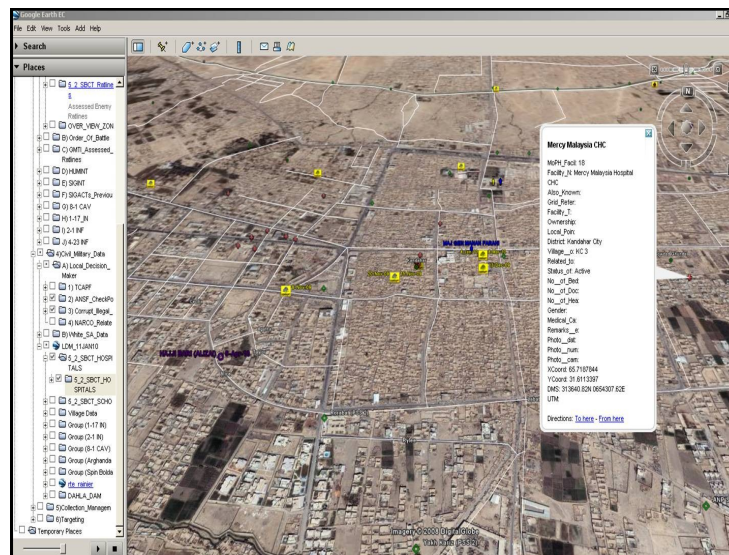 Google Earth EC
File Edit View Tools Add Help
Search
Places
5_2_SBCT_Ratline
s
Assessed Enemy
Ratlines
OVER_VIEW_ZON
B) Order_Of_Battle
C) GMTI_Assessed_
Ratlines
D) HUMINT
E) SIGINT
F) SIGACTs_Previou
G) 8-1 CAV
H) 1-17_IN
I) 2-1 INF
J) 4-23 INF
4)Civil_Military_Data
A) Local_Decision_
Maker
1) TCAPF
2) ANSF_CheckPo
3) Corrupt_Illegal_
4) NARCO_Relate
B) White_SA_Data
LDM_11JAN10
5_2_SBCT_HOSPI
TALS
5_2_SBCT_HO
SPITALS
5_2_SBCT_SCHO
Village Data
Group (1-17 IN)
Group (2-1 IN)
Group (8-1 CAV)
Group (Arghanda
Group (Spin Bolda
rte_rainier
DAHLA_DAM
5)Collection_Managem
6)Targeting
Temporary Places
N
Mercy Malaysia CHC
MoPH_Facil: 18
Facility_N: Mercy Malaysia Hospital
CHC
Also_Known:
Grid_Refer:
Facility_T:
Ownership:
Local_Poin:
District: Kandahar City
Village__o: KC 3
Related_to:
Status_of: Active
No__of_Bed:
No__of_Doc:
No__of_Hea:
Gender:
Medical_Ca:
Remarks__e:
Photo__dat:
Photo__num:
Photo__cam:
XCoord: 65.7187844
YCoord: 31.6113397
DMS: 313640.82N 0654307.62E
UTM:
Directions: To here - From here
Imagery © 2008 DigitalGlobe